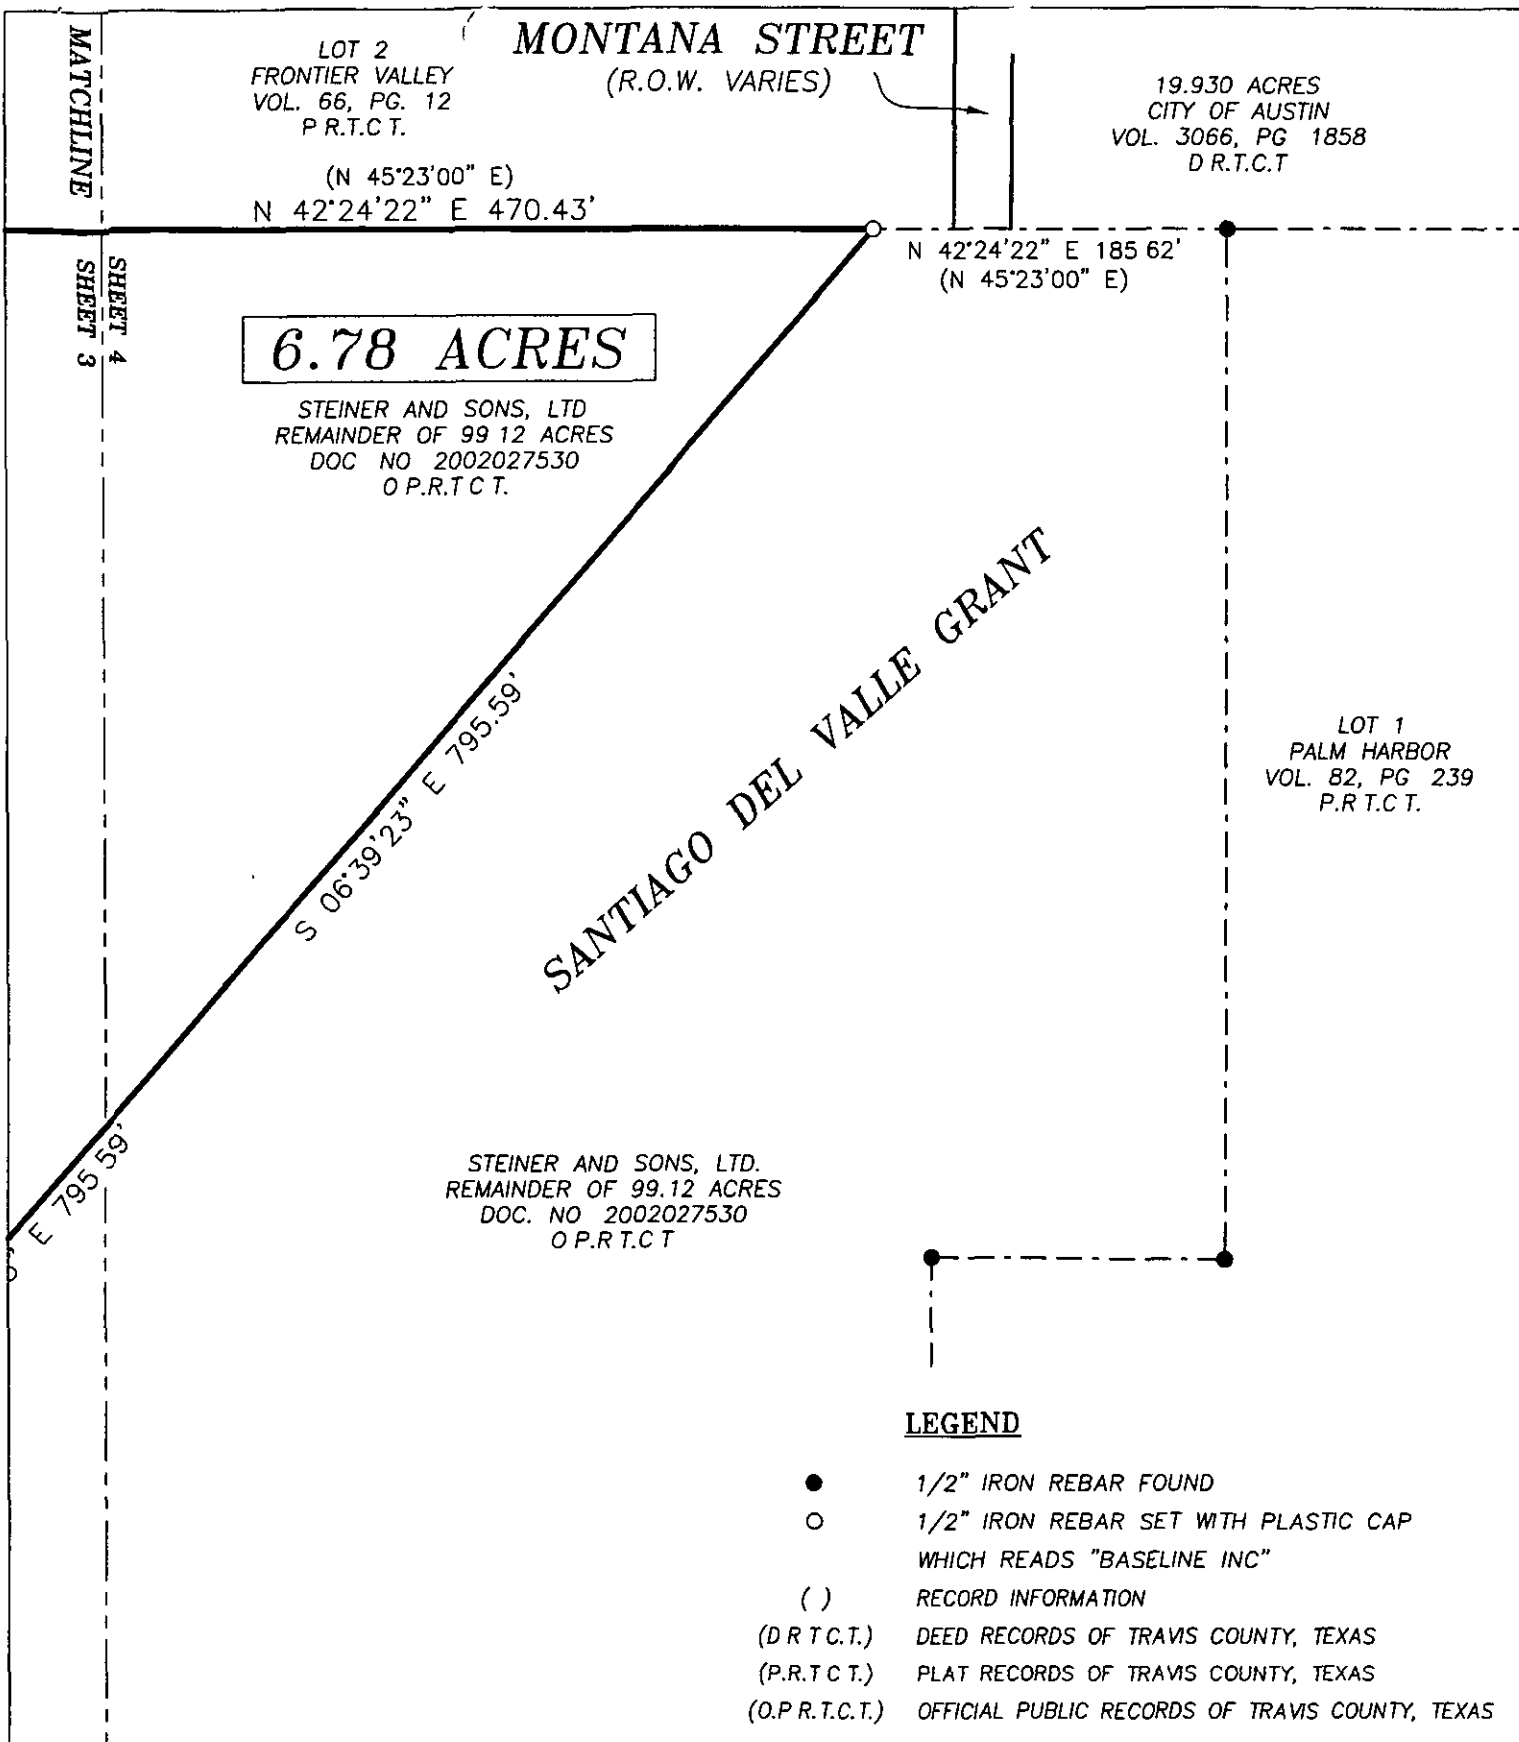 MATCHLINE
SHEET 4
SHEET 3
LOT 2
FRONTIER VALLEY
VOL. 66, PG. 12
P R.T.C T.
MONTANA STREET
(R.O.W. VARIES)
19.930 ACRES
CITY OF AUSTIN
VOL. 3066, PG 1858
D R.T.C.T
(N 45°23'00" E)
N 42°24'22" E 470.43'
N 42°24'22" E 185 62'
(N 45°23'00" E)
6.78 ACRES
STEINER AND SONS, LTD
REMAINDER OF 99 12 ACRES
DOC NO 2002027530
O P.R.T C T.
S 06°39'23" E 795.59'
SANTIAGO DEL VALLE GRANT
LOT 1
PALM HARBOR
VOL. 82, PG 239
P.R T.C T.
E 795 59'
STEINER AND SONS, LTD.
REMAINDER OF 99.12 ACRES
DOC. NO 2002027530
O P.R T.C T
LEGEND
1/2" IRON REBAR FOUND
1/2" IRON REBAR SET WITH PLASTIC CAP
WHICH READS "BASELINE INC"
( ) RECORD INFORMATION
(D R T C.T.) DEED RECORDS OF TRAVIS COUNTY, TEXAS
(P.R.T C T.) PLAT RECORDS OF TRAVIS COUNTY, TEXAS
(O.P R.T.C.T.) OFFICIAL PUBLIC RECORDS OF TRAVIS COUNTY, TEXAS